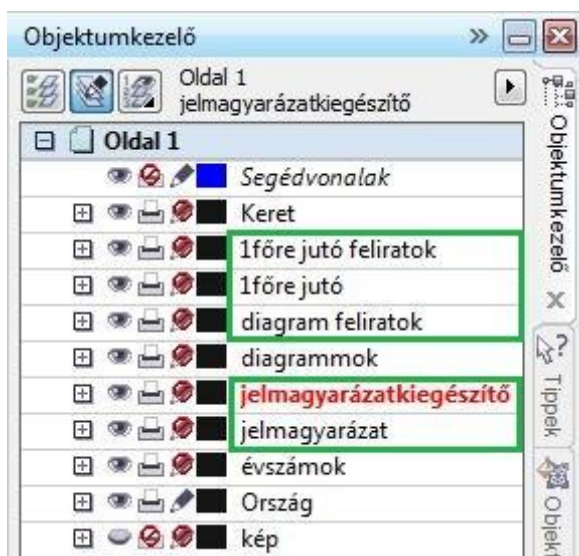 Objektumkezelő
Oldal 1
jelmagyarázatkiegészítő
Oldal 1
Segédvonalak
Keret
1főre jutó feliratok
1főre jutó
diagram feliratok
diagrammok
jelmagyarázatkiegészítő
jelmagyarázat
évszámok
Ország
kép
Objektumkezelő
Tippek